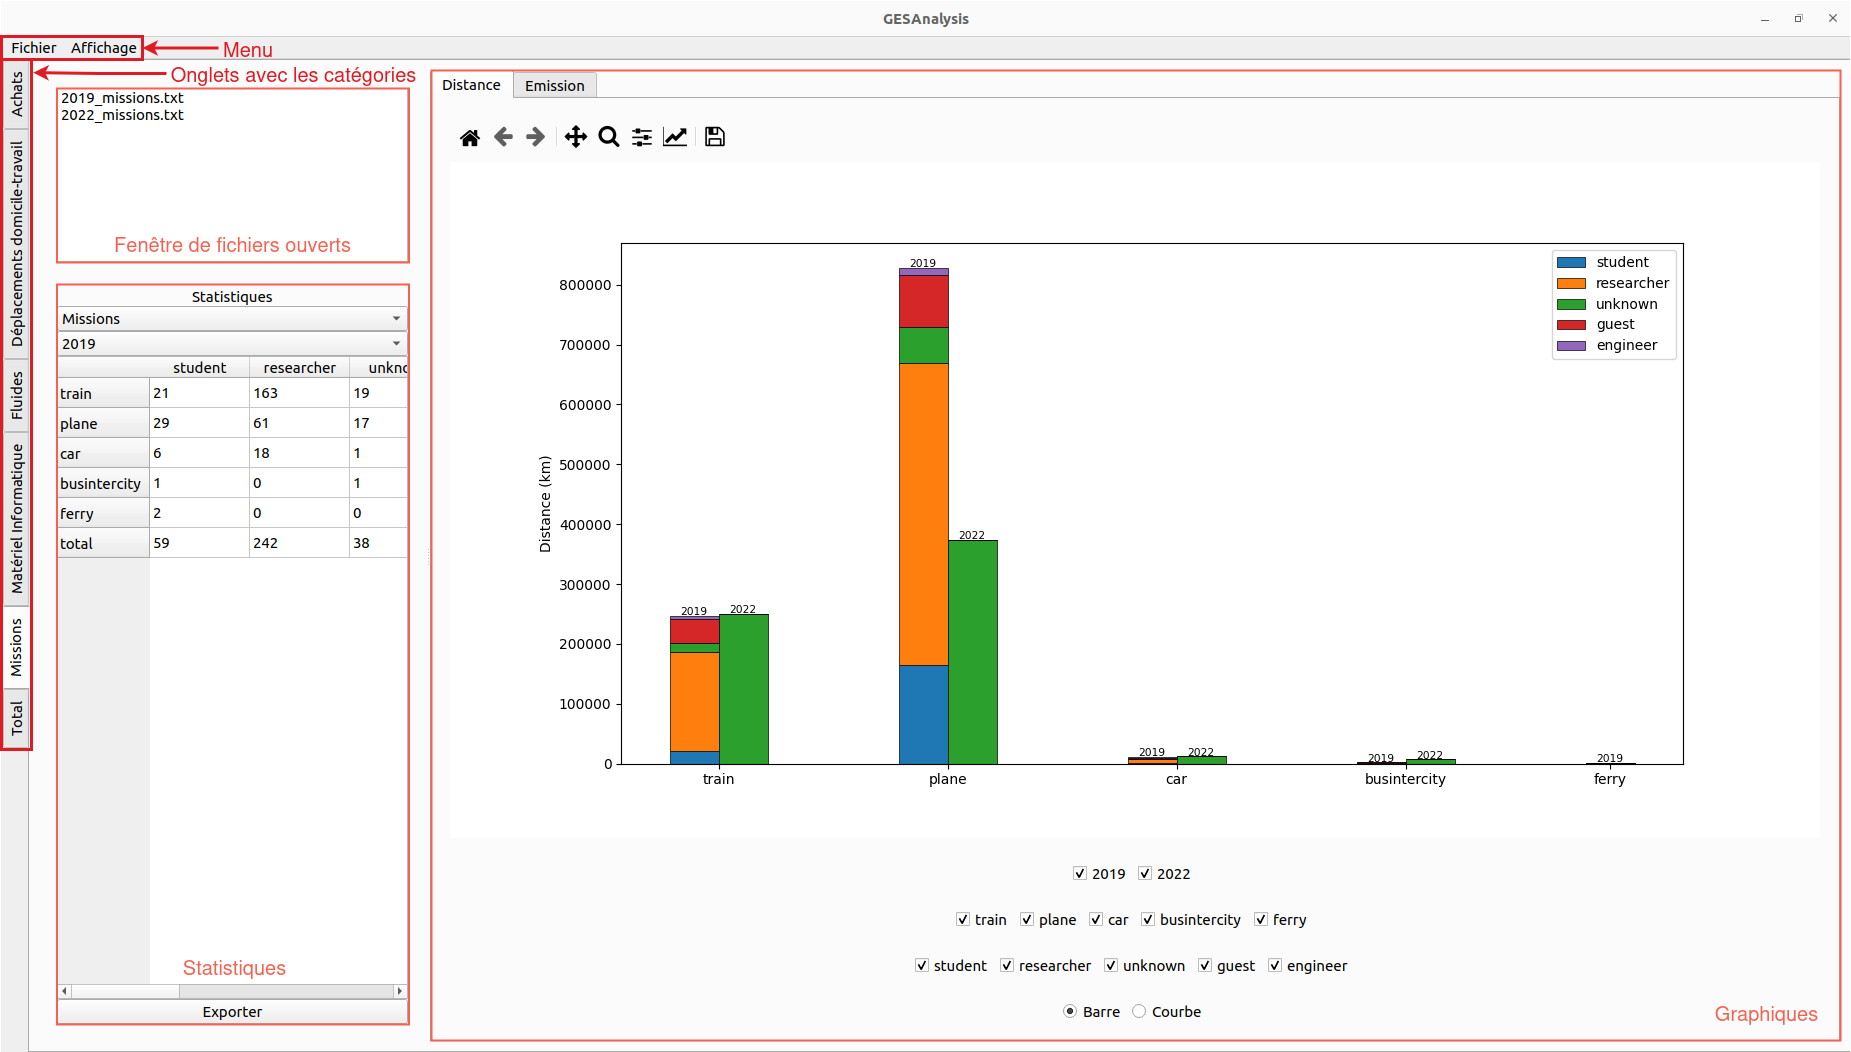 GESAnalysis
Fichier Affichage
Menu
Onglets avec les catégories
Achats
Déplacements domicile-travail
Fluides
Matériel Informatique
Missions
Total
2019_missions.txt
2022_missions.txt
Fenêtre de fichiers ouverts
Statistiques
Missions
2019
student researcher unkno
train 21 163 19
plane 29 61 17
car 6 18 1
busintercity 1 0 1
ferry 2 0 0
total 59 242 38
Statistiques
Exporter
Distance Emission
Distance (km)
800000
700000
600000
500000
400000
300000
200000
100000
0
2019 2022
2019
2022
2019 2022
2019 2022
2019
train plane car busintercity ferry
student
researcher
unknown
guest
engineer
2019 2022
train plane car busintercity ferry
student researcher unknown guest engineer
Barre Courbe
Graphiques